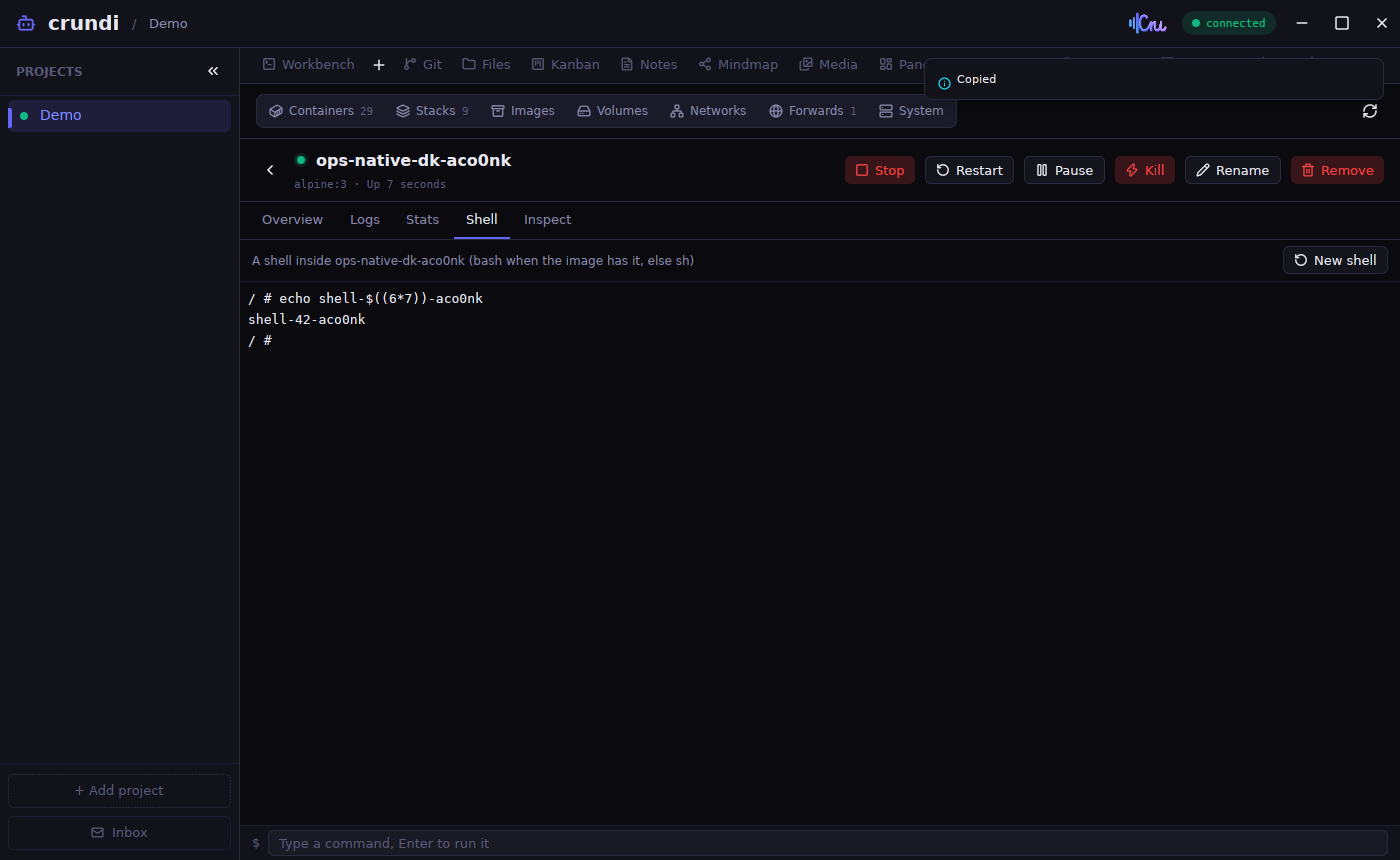 crundi / Demo
Cru
connected
PROJECTS
Workbench + Git Files Kanban Notes Mindmap Media
Copied
Demo
Containers 29 Stacks 9 Images Volumes Networks Forwards 1 System
ops-native-dk-aco0nk
alpine:3 · Up 7 seconds
Stop Restart Pause Kill Rename Remove
Overview Logs Stats Shell Inspect
A shell inside ops-native-dk-aco0nk (bash when the image has it, else sh)
New shell
/ # echo shell-$((6*7))-aco0nk
shell-42-aco0nk
/ #
+ Add project
Inbox
$ Type a command, Enter to run it